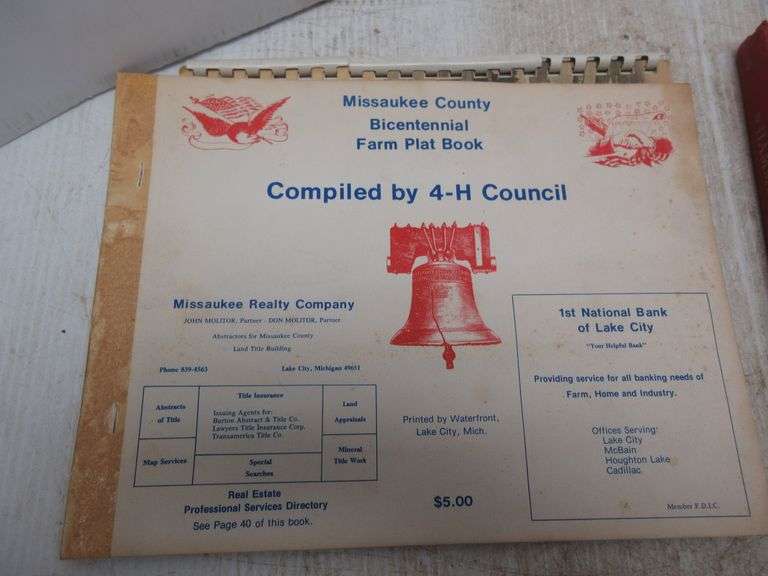 Missaukee County
Bicentennial
Farm Plat Book
Compiled by 4-H Council
Missaukee Realty Company
JOHN MOLITOR, Partner - DON MOLITOR, Partner
Abstractors for Missaukee County
Land Title Building
Phone 839-4563 Lake City, Michigan 49651
Abstracts
of Title
Title Insurance
Issuing Agents for:
Burton Abstract & Title Co.
Lawyers Title Insurance Corp.
Transamerica Title Co.
Land
Appraisals
Map Services
Special
Searches
Mineral
Title Work
Real Estate
Professional Services Directory
See Page 40 of this book.
Printed by Waterfront,
Lake City, Mich.
$5.00
1st National Bank
of Lake City
"Your Helpful Bank"
Providing service for all banking needs of
Farm, Home and Industry.
Offices Serving:
Lake City
McBain
Houghton Lake
Cadillac.
Member F.D.I.C.